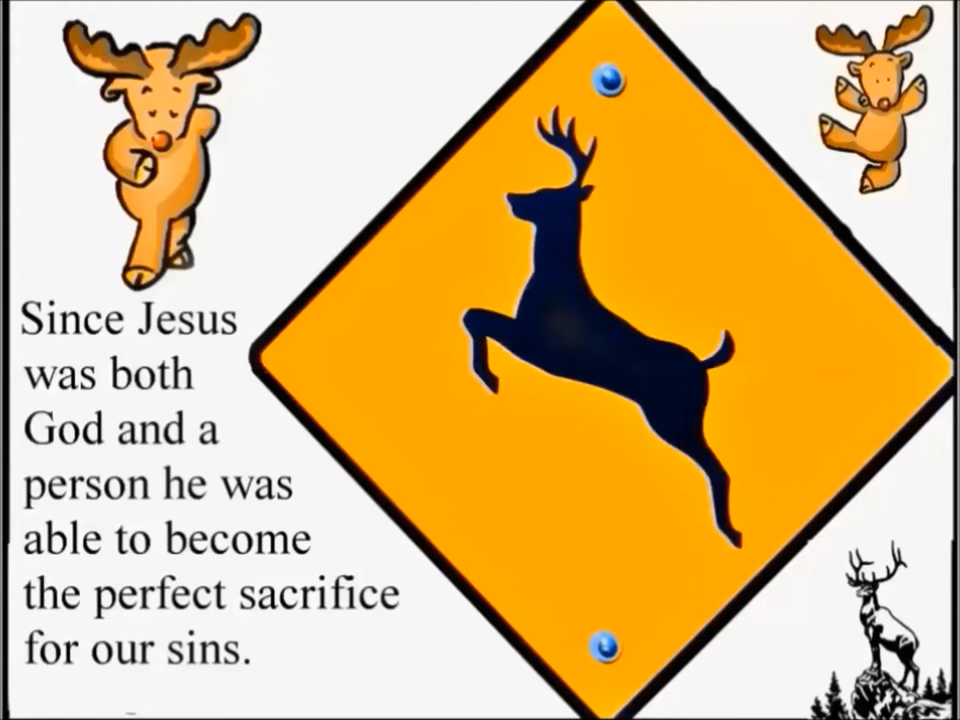 Since Jesus
was both
God and a
person he was
able to become
the perfect sacrifice
for our sins.